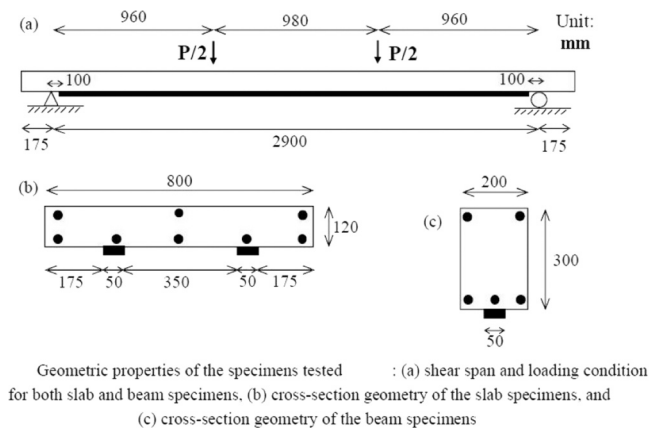 (a)
960 980 960 Unit:
mm
P/2 P/2
100 100
175 2900 175
(b) 800
120
175 50 350 50 175
(c) 200
300
50
Geometric properties of the specimens tested : (a) shear span and loading condition
for both slab and beam specimens, (b) cross-section geometry of the slab specimens, and
(c) cross-section geometry of the beam specimens